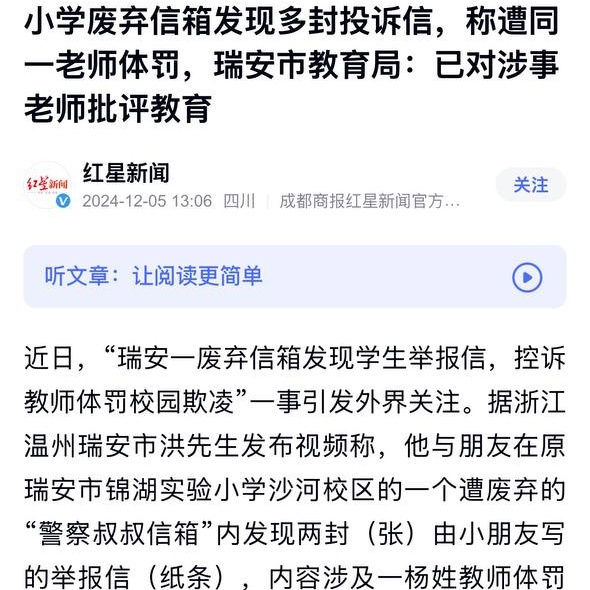 小学废弃信箱发现多封投诉信，称遭同
一老师体罚，瑞安市教育局：已对涉事
老师批评教育
红星新闻
红星新闻
关注
2024-12-05 13:06 四川 成都商报红星新闻官方...
听文章：让阅读更简单
近日，“瑞安一废弃信箱发现学生举报信，控诉
教师体罚校园欺凌”一事引发外界关注。据浙江
温州瑞安市洪先生发布视频称，他与朋友在原
瑞安市锦湖实验小学沙河校区的一个遭废弃的
“警察叔叔信箱”内发现两封（张）由小朋友写
的举报信（纸条），内容涉及一杨姓教师体罚